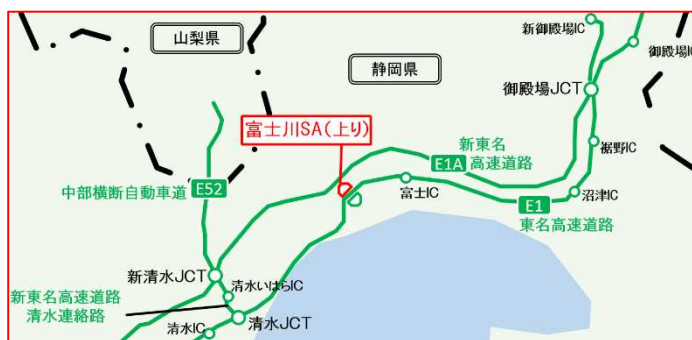 山梨県
静岡県
新御殿場IC
御殿場IC
御殿場JCT
富士川SA(上り)
新東名
高速道路
E1A
裾野IC
中部横断自動車道
E52
富士IC
沼津IC
E1
東名高速道路
新清水JCT
清水いはらIC
新東名高速道路
清水連絡路
清水IC
清水JCT